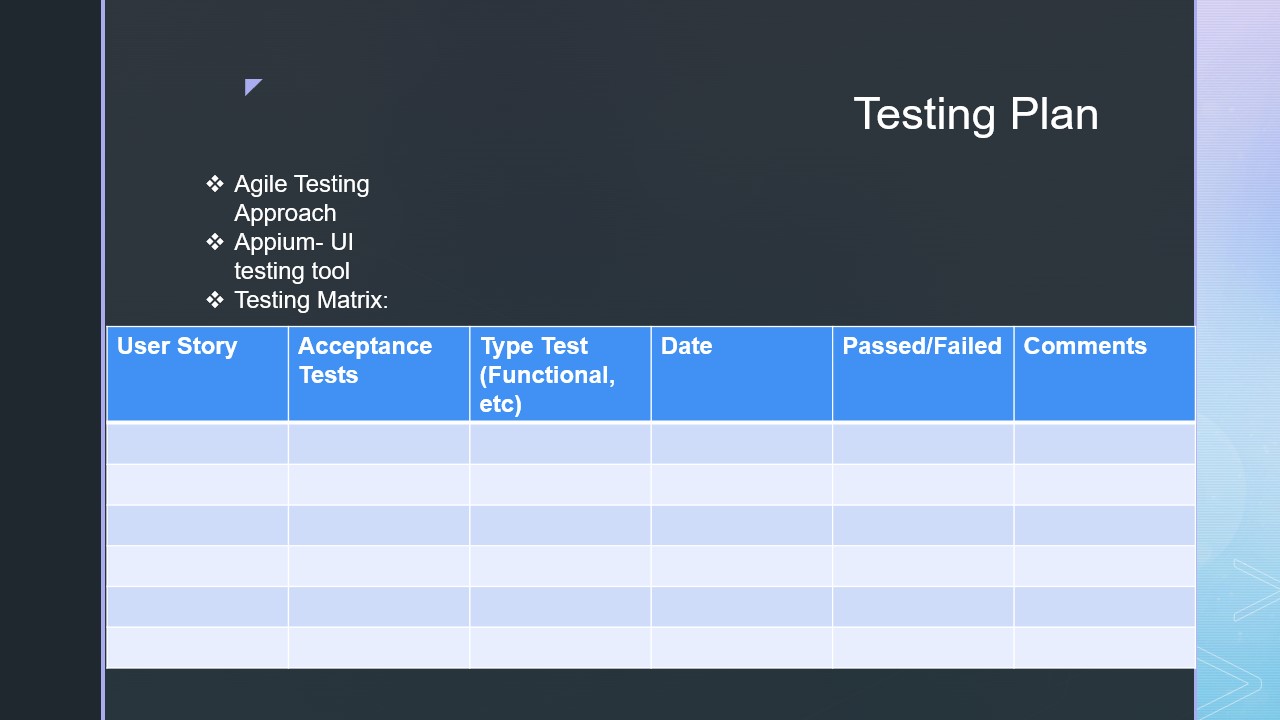 Testing Plan
❖ Agile Testing
Approach
❖ Appium- UI
testing tool
❖ Testing Matrix:
User Story
Acceptance
Tests
Type Test
(Functional,
etc)
Date
Passed/Failed
Comments